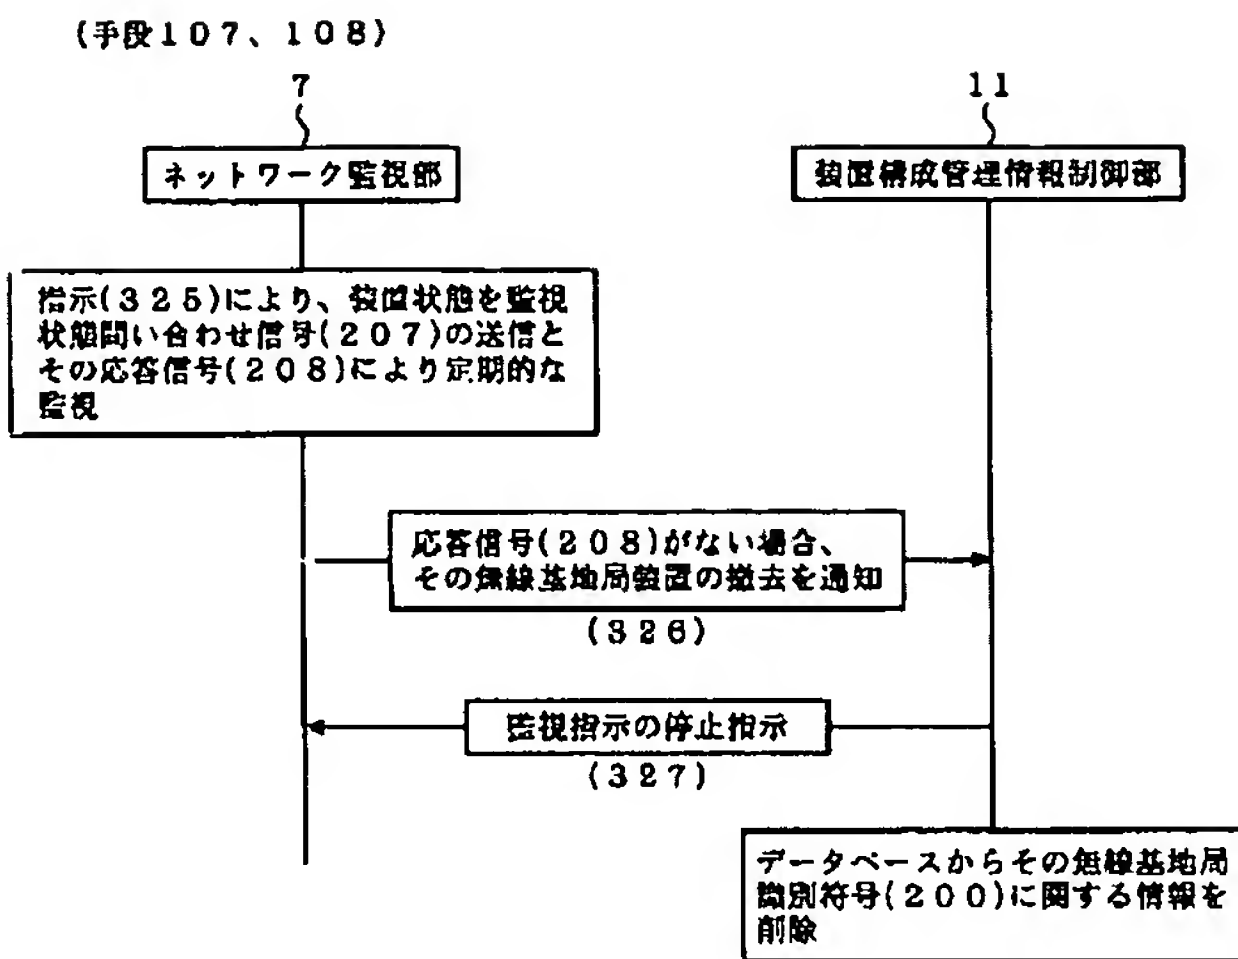 (手段107、108)
7
11
ネットワーク監視部
装置構成管理情報制御部
指示(325)により、装置状態を監視
状態問い合わせ信号(207)の送信と
その応答信号(208)により定期的な
監視
応答信号(208)がない場合、
その無線基地局装置の撤去を通知
(326)
監視指示の停止指示
(327)
データベースからその無線基地局
識別符号(200)に関する情報を
削除